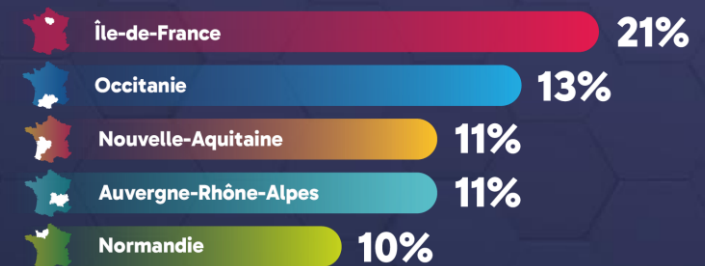 Île-de-France 21%
Occitanie 13%
Nouvelle-Aquitaine 11%
Auvergne-Rhône-Alpes 11%
Normandie 10%